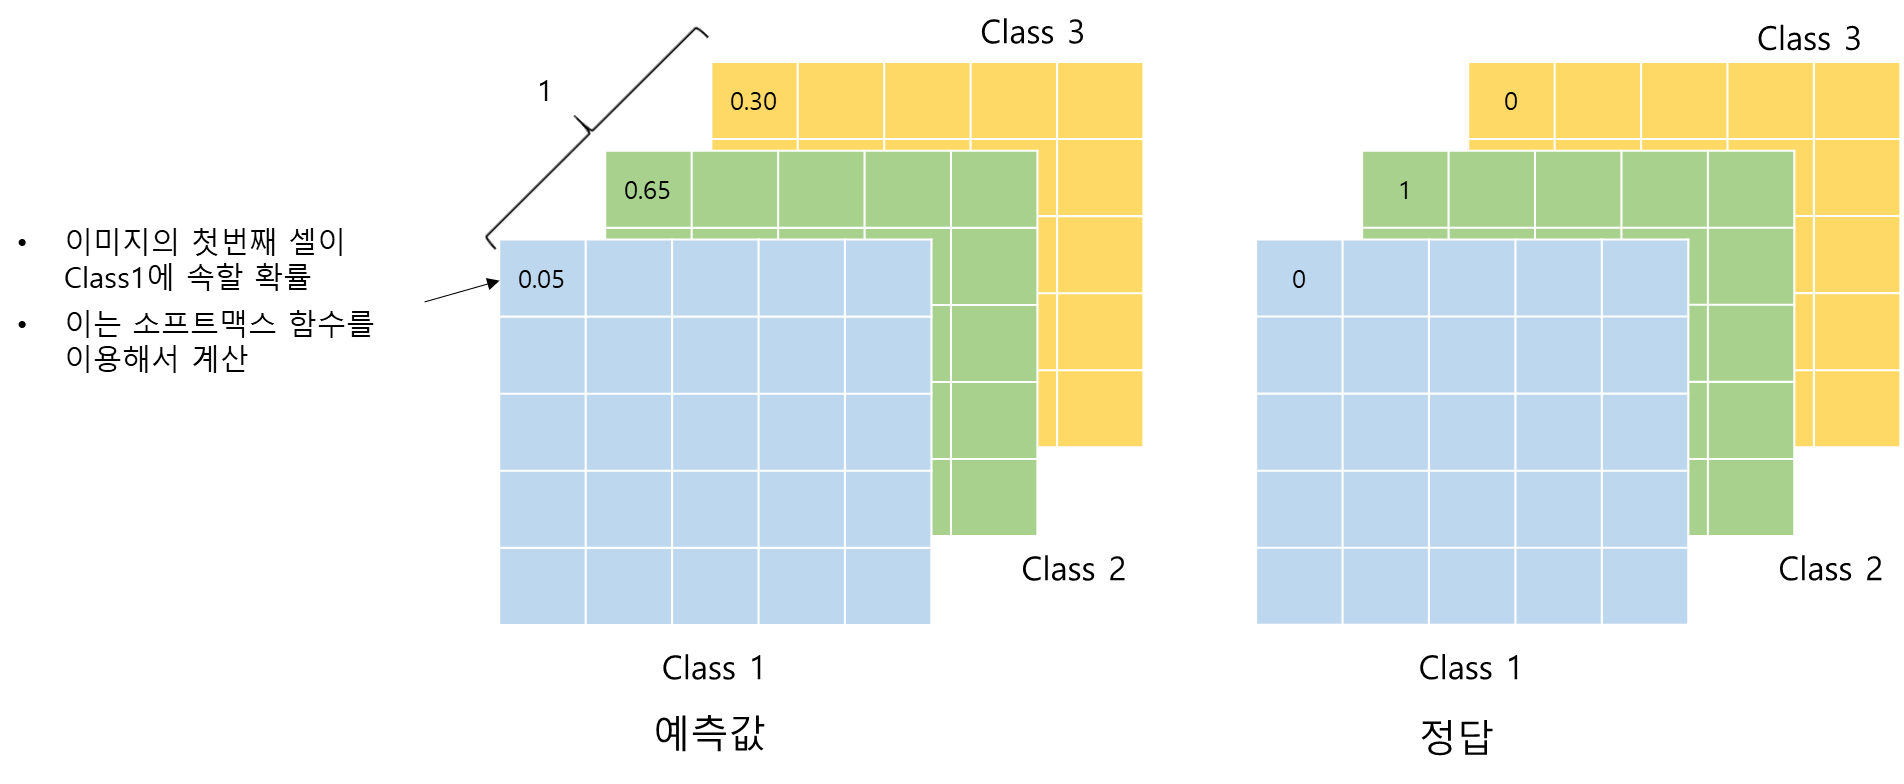 • 이미지의 첫번째 셀이
Class1에 속할 확률
• 이는 소프트맥스 함수를
이용해서 계산
1
Class 3
0.30
0.65
0.05
Class 2
Class 1
예측값
Class 3
0
1
0
Class 2
Class 1
정답